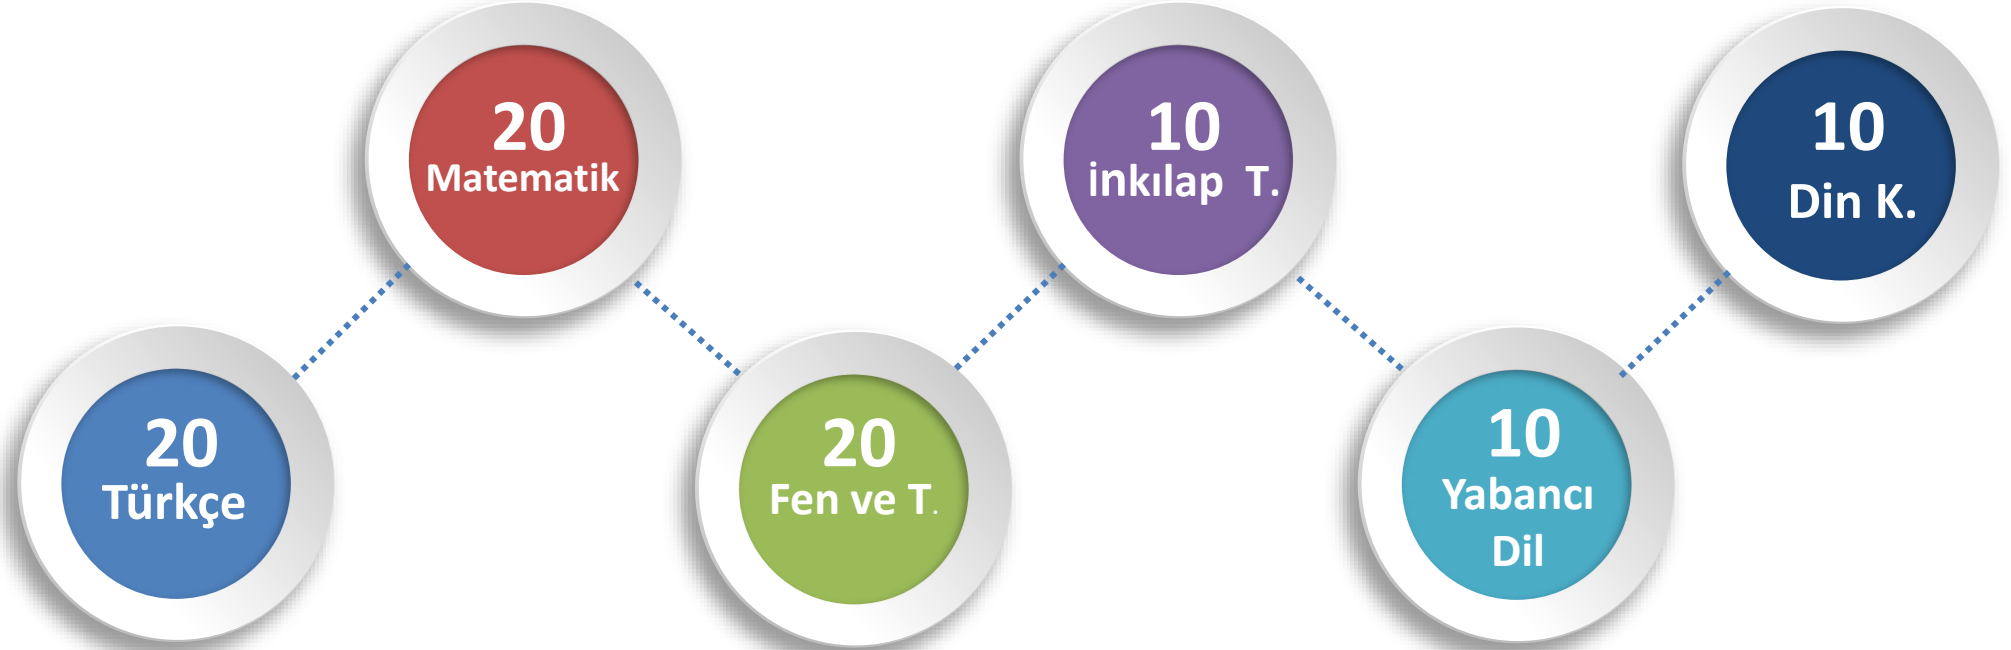 20
Türkçe
20
Matematik
20
Fen ve T.
10
inkılap T.
10
Yabancı
Dil
10
Din K.